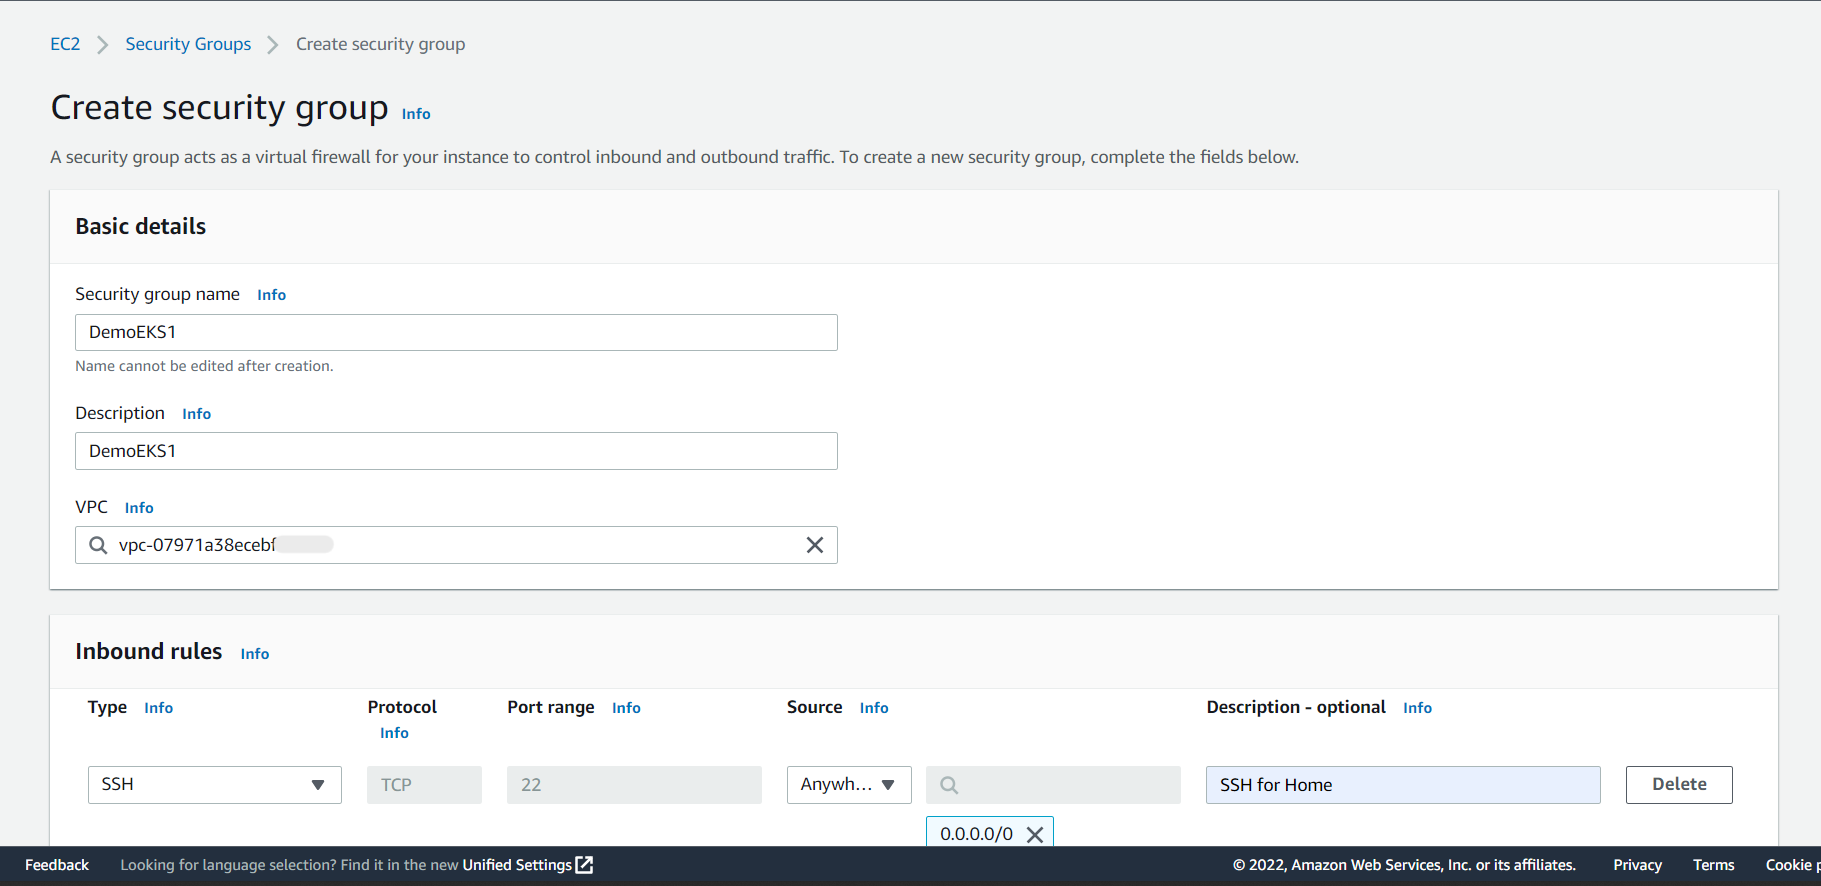 EC2 > Security Groups > Create security group
Create security group Info
A security group acts as a virtual firewall for your instance to control inbound and outbound traffic. To create a new security group, complete the fields below.
Basic details
Security group name Info
DemoEKS1
Name cannot be edited after creation.
Description Info
DemoEKS1
VPC Info
vpc-07971a38ecebf
Inbound rules Info
Type Info Protocol Info Port range Info Source Info Description - optional Info
SSH TCP 22 Anywh... SSH for Home Delete
0.0.0.0/0
Feedback Looking for language selection? Find it in the new Unified Settings © 2022, Amazon Web Services, Inc. or its affiliates. Privacy Terms Cookie